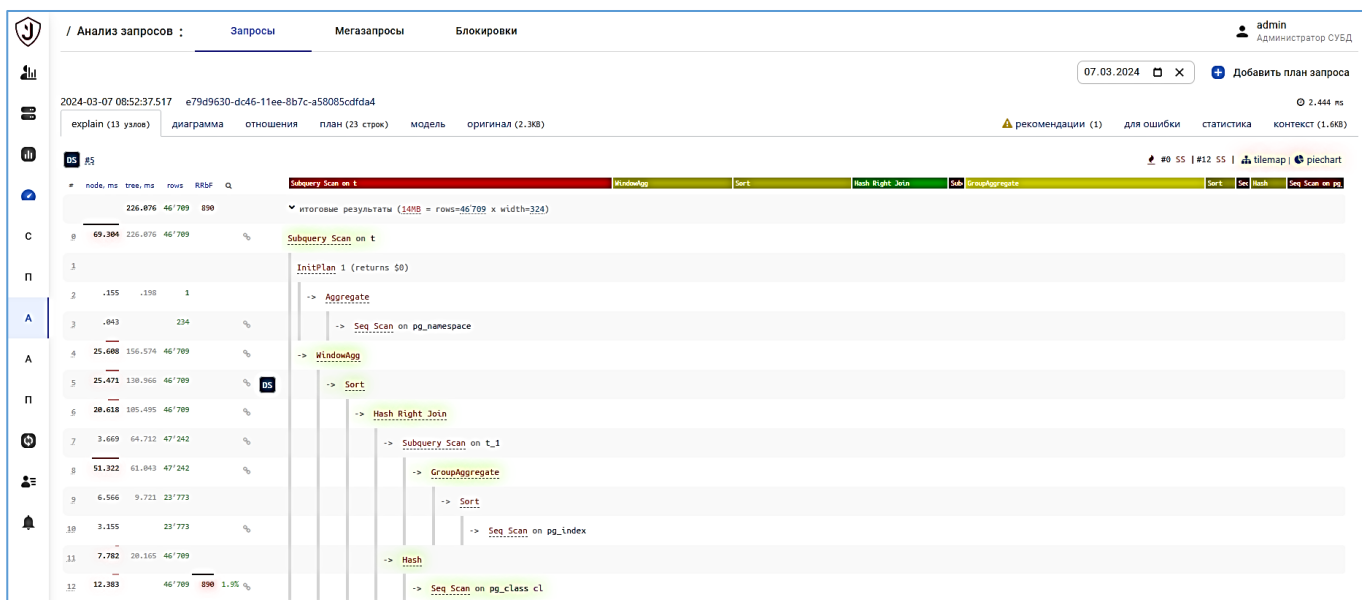 / Анализ запросов : Запросы Мегазапросы Блокировки admin
Администратор СУБД
07.03.2024 Добавить план запроса
2024-03-07 08:52:37.517 e79d9630-dc46-11ee-8b7c-a58085cdfda4 2.444 ms
explain (13 узлов) диаграмма отношения план (23 строк) модель оригинал (2.3KB) рекомендации (1) для ошибки статистика контекст (1.6KB)
DS #5 #0 SS | #12 SS | tilemap | piechart
# node, ms tree, ms rows RRbF Subquery Scan on t WindowAgg Sort Hash Right Join Sub GroupAggregate Sort Sec Hash Seq Scan on pg_
226.076 46'709 890 итоговые результаты (14MB = rows=46'709 x width=324)
0 69.304 226.076 46'709 Subquery Scan on t
1 InitPlan 1 (returns $0)
2 .155 .198 1 -> Aggregate
3 .043 234 -> Seq Scan on pg_namespace
С
4 25.608 156.574 46'709 -> WindowAgg
П
5 25.471 130.966 46'709 DS -> Sort
А
6 20.618 105.495 46'709 -> Hash Right Join
А
7 3.669 64.712 47'242 -> Subquery Scan on t_1
П
8 51.322 61.043 47'242 -> GroupAggregate
9 6.566 9.721 23'773 -> Sort
10 3.155 23'773 -> Seq Scan on pg_index
11 7.782 20.165 46'709 -> Hash
12 12.383 46'709 890 1.9% -> Seq Scan on pg_class cl